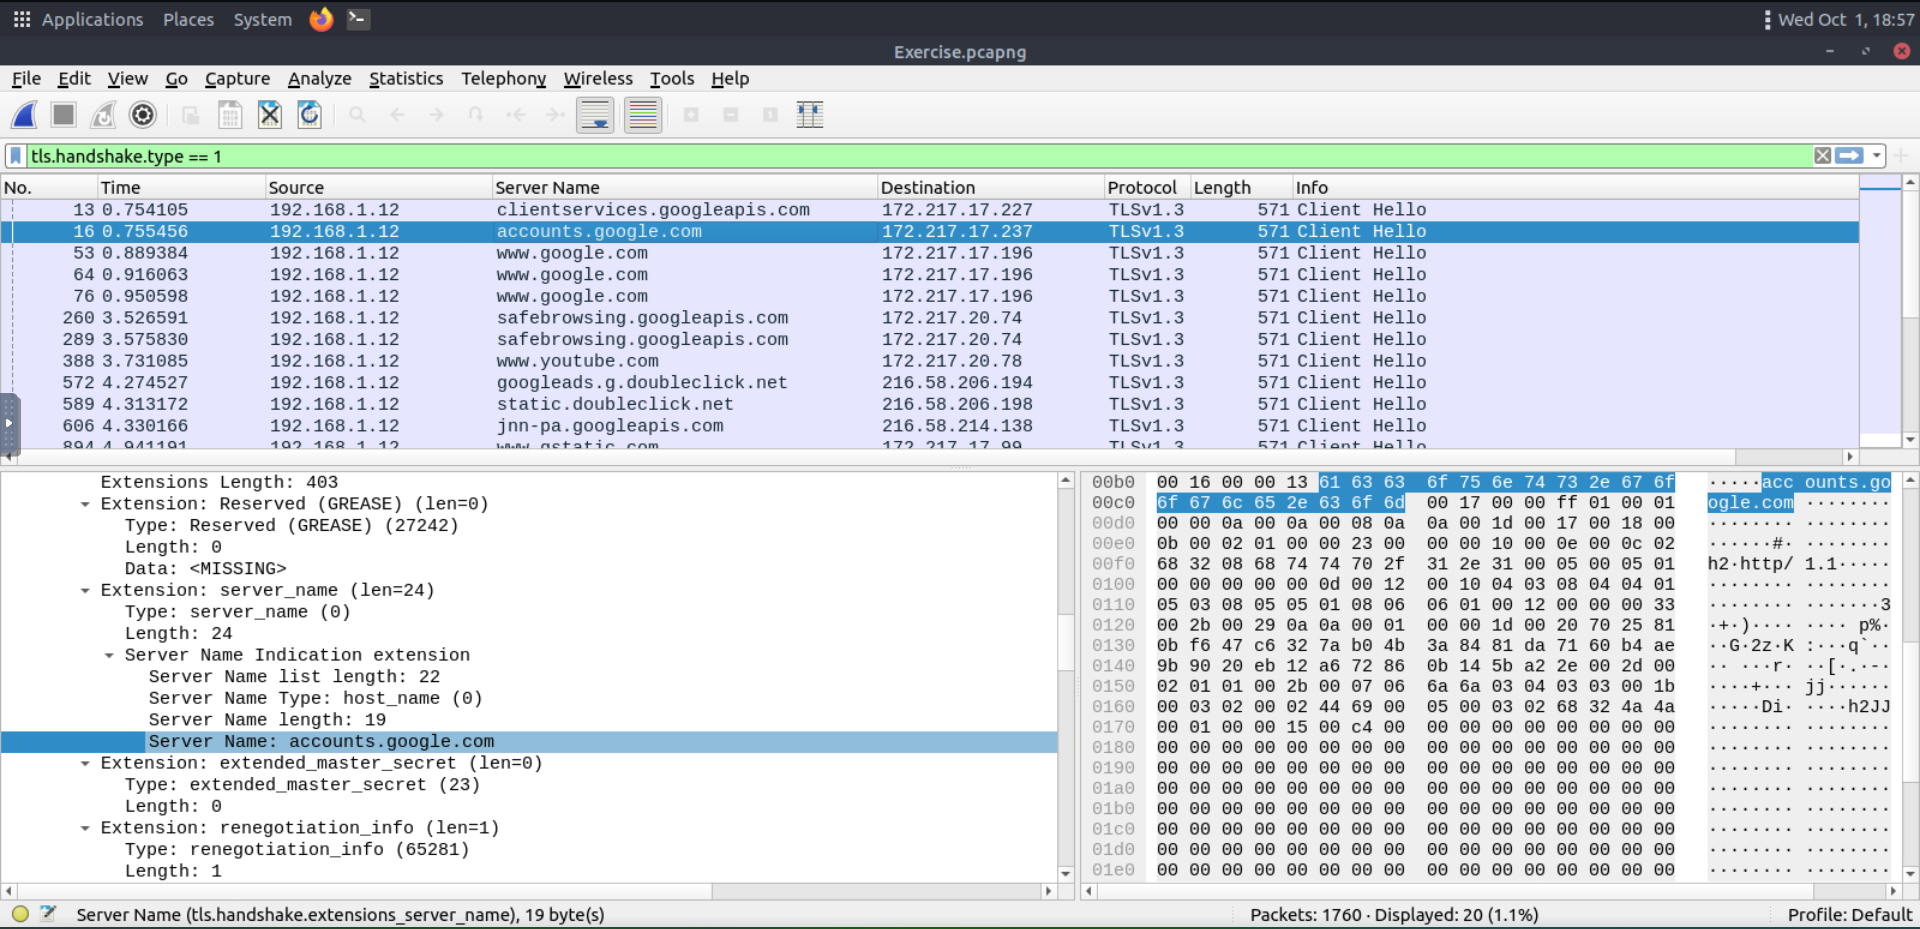 Applications Places System Wed Oct 1, 18:57
Exercise.pcapng
File Edit View Go Capture Analyze Statistics Telephony Wireless Tools Help
tls.handshake.type == 1
No. Time Source Server Name Destination Protocol Length Info
13 0.754105 192.168.1.12 clientservices.googleapis.com 172.217.17.227 TLSv1.3 571 Client Hello
16 0.755456 192.168.1.12 accounts.google.com 172.217.17.237 TLSv1.3 571 Client Hello
53 0.889384 192.168.1.12 www.google.com 172.217.17.196 TLSv1.3 571 Client Hello
64 0.916063 192.168.1.12 www.google.com 172.217.17.196 TLSv1.3 571 Client Hello
76 0.950598 192.168.1.12 www.google.com 172.217.17.196 TLSv1.3 571 Client Hello
260 3.526591 192.168.1.12 safebrowsing.googleapis.com 172.217.20.74 TLSv1.3 571 Client Hello
289 3.575830 192.168.1.12 safebrowsing.googleapis.com 172.217.20.74 TLSv1.3 571 Client Hello
388 3.731085 192.168.1.12 www.youtube.com 172.217.20.78 TLSv1.3 571 Client Hello
572 4.274527 192.168.1.12 googleads.g.doubleclick.net 216.58.206.194 TLSv1.3 571 Client Hello
589 4.313172 192.168.1.12 static.doubleclick.net 216.58.206.198 TLSv1.3 571 Client Hello
606 4.330166 192.168.1.12 jnn-pa.googleapis.com 216.58.214.138 TLSv1.3 571 Client Hello
894 4.941191 192.168.1.12 www.gstatic.com 172.217.17.99 TLSv1.3 571 Client Hello
Extensions Length: 403
Extension: Reserved (GREASE) (len=0)
Type: Reserved (GREASE) (27242)
Length: 0
Data: <MISSING>
Extension: server_name (len=24)
Type: server_name (0)
Length: 24
Server Name Indication extension
Server Name list length: 22
Server Name Type: host_name (0)
Server Name length: 19
Server Name: accounts.google.com
Extension: extended_master_secret (len=0)
Type: extended_master_secret (23)
Length: 0
Extension: renegotiation_info (len=1)
Type: renegotiation_info (65281)
Length: 1
00b0 00 16 00 00 13 61 63 63 6f 75 6e 74 73 2e 67 6f ·····acc ounts.go
00c0 6f 67 6c 65 2e 63 6f 6d 00 17 00 00 ff 01 00 01 ogle.com ········
00d0 00 00 0a 00 0a 00 08 0a 0a 00 1d 00 17 00 18 00 ········ ········
00e0 0b 00 02 01 00 00 23 00 00 00 10 00 0e 00 0c 02 ······#· ········
00f0 68 32 08 68 74 74 70 2f 31 2e 31 00 05 00 05 01 h2·http/ 1.1·····
0100 00 00 00 00 00 0d 00 12 00 10 04 03 08 04 04 01 ········ ········
0110 05 03 08 05 05 01 08 06 06 01 00 12 00 00 00 33 ········ ·······3
0120 00 2b 00 29 0a 0a 00 01 00 00 1d 00 20 70 25 81 ·+·)···· ···· p%·
0130 0b f6 47 c6 32 7a b0 4b 3a 84 81 da 71 60 b4 ae ··G·2z·K :···q`··
0140 9b 90 20 eb 12 a6 72 86 0b 14 5b a2 2e 00 2d 00 ·· ···r· ··[·.·-·
0150 02 01 01 00 2b 00 07 06 6a 6a 03 04 03 03 00 1b ····+··· jj······
0160 00 03 02 00 02 44 69 00 05 00 03 02 68 32 4a 4a ·····Di· ····h2JJ
0170 00 01 00 00 15 00 c4 00 00 00 00 00 00 00 00 00 ········ ········
0180 00 00 00 00 00 00 00 00 00 00 00 00 00 00 00 00 ········ ········
0190 00 00 00 00 00 00 00 00 00 00 00 00 00 00 00 00 ········ ········
01a0 00 00 00 00 00 00 00 00 00 00 00 00 00 00 00 00 ········ ········
01b0 00 00 00 00 00 00 00 00 00 00 00 00 00 00 00 00 ········ ········
01c0 00 00 00 00 00 00 00 00 00 00 00 00 00 00 00 00 ········ ········
01d0 00 00 00 00 00 00 00 00 00 00 00 00 00 00 00 00 ········ ········
01e0 00 00 00 00 00 00 00 00 00 00 00 00 00 00 00 00 ········ ········
Server Name (tls.handshake.extensions_server_name), 19 byte(s) Packets: 1760 · Displayed: 20 (1.1%) Profile: Default